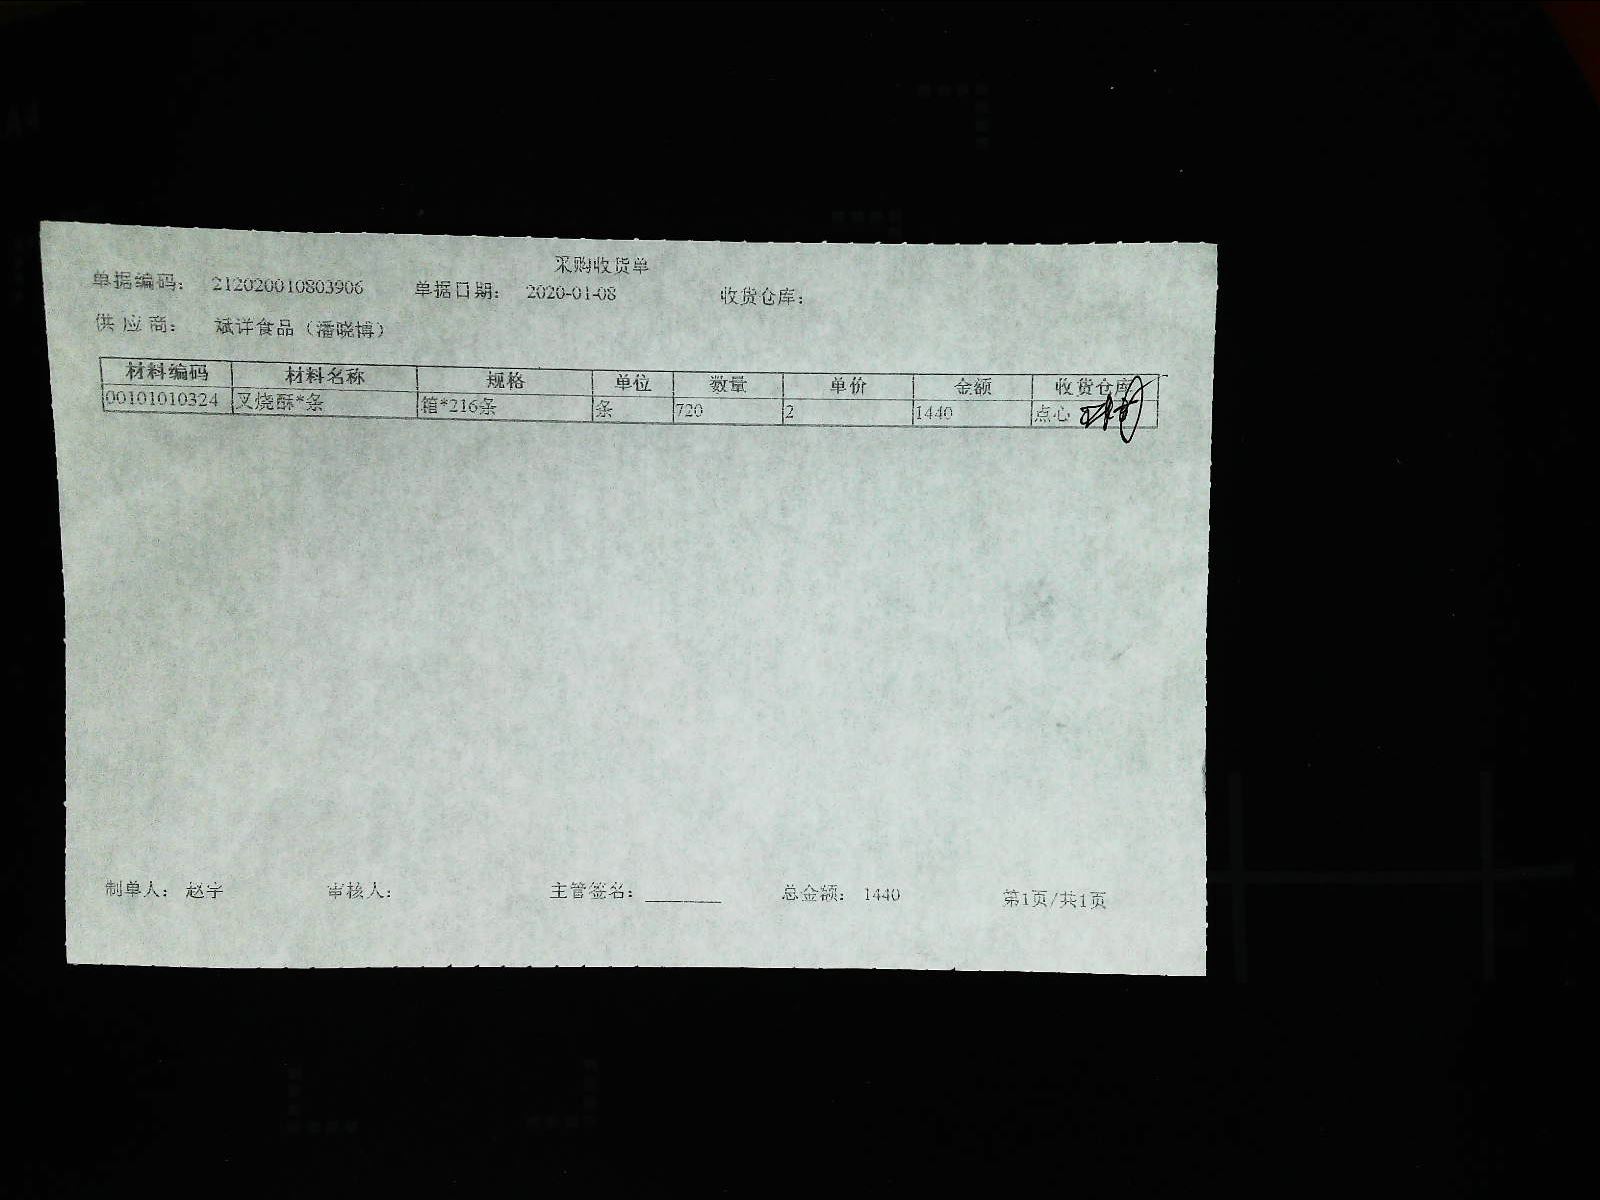 采购收货单
单据编码： 212020010803906 单据日期： 2020-01-08 收货仓库：
供 应 商： 斌详食品（潘晓博）
材料编码 材料名称 规格 单位 数量 单价 金额 收货仓库
00101010324 叉烧酥*条 箱*216条 条 720 2 1440 点心
制单人： 赵宇 审核人： 主管签名：________ 总金额： 1440 第1页/共1页